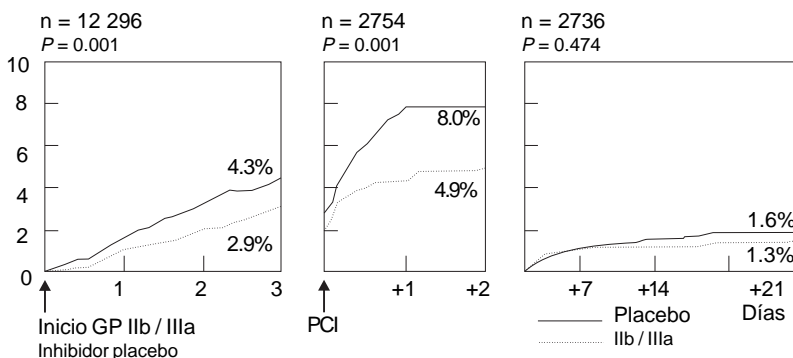 n = 12 296
P = 0.001
n = 2754
P = 0.001
n = 2736
P = 0.474
10
8
6
4
2
0
4.3%
2.9%
8.0%
4.9%
1.6%
1.3%
1
2
3
+1
+2
+7
+14
+21
Inicio GP IIb / IIIa
Inhibidor placebo
PCI
Placebo
IIb / IIIa
Días